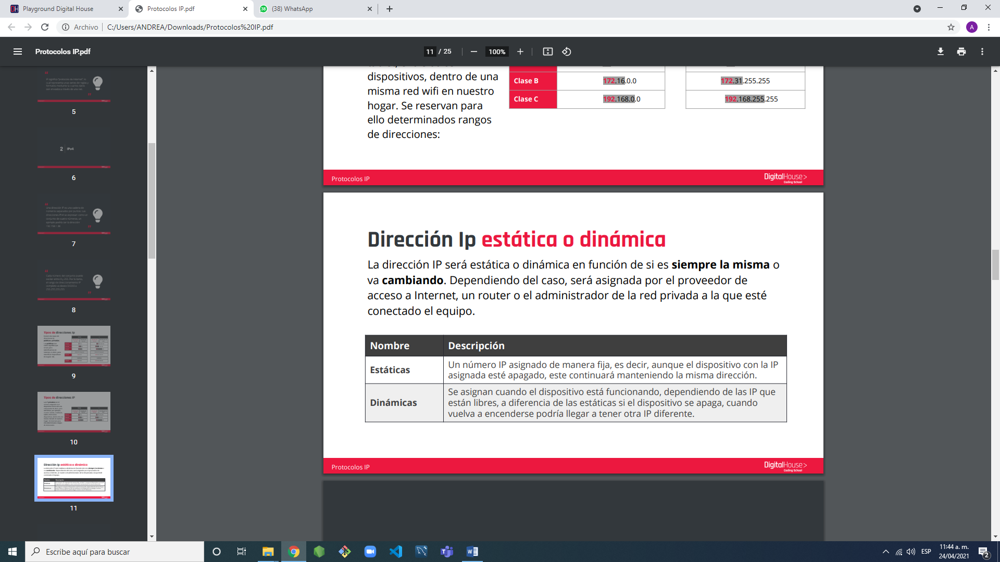 Playground Digital House
Protocolos IP.pdf
(38) WhatsApp
Archivo
C:/Users/ANDREA/Downloads/Protocolos%20IP.pdf
A
Protocolos IP.pdf
11 / 25
100%
5
2 IPv4
6
7
8
Tipos de direcciones Ip
9
Tipos de direcciones IP
10
Dirección Ip estática o dinámica
11
dispositivos, dentro de una
misma red wifi en nuestro
hogar. Se reservan para
ello determinados rangos
de direcciones:
Clase B 172.16.0.0 172.31.255.255
Clase C 192.168.0.0 192.168.255.255
Protocolos IP
DigitalHouse>
Coding School
Dirección Ip estática o dinámica
La dirección IP será estática o dinámica en función de si es siempre la misma o
va cambiando. Dependiendo del caso, será asignada por el proveedor de
acceso a Internet, un router o el administrador de la red privada a la que esté
conectado el equipo.
Nombre Descripción
Estáticas
Un número IP asignado de manera fija, es decir, aunque el dispositivo con la IP
asignada esté apagado, este continuará manteniendo la misma dirección.
Dinámicas
Se asignan cuando el dispositivo está funcionando, dependiendo de las IP que
están libres, a diferencia de las estáticas si el dispositivo se apaga, cuando
vuelva a encenderse podría llegar a tener otra IP diferente.
Protocolos IP
DigitalHouse>
Coding School
Escribe aquí para buscar
ESP
11:44 a. m.
24/04/2021
2